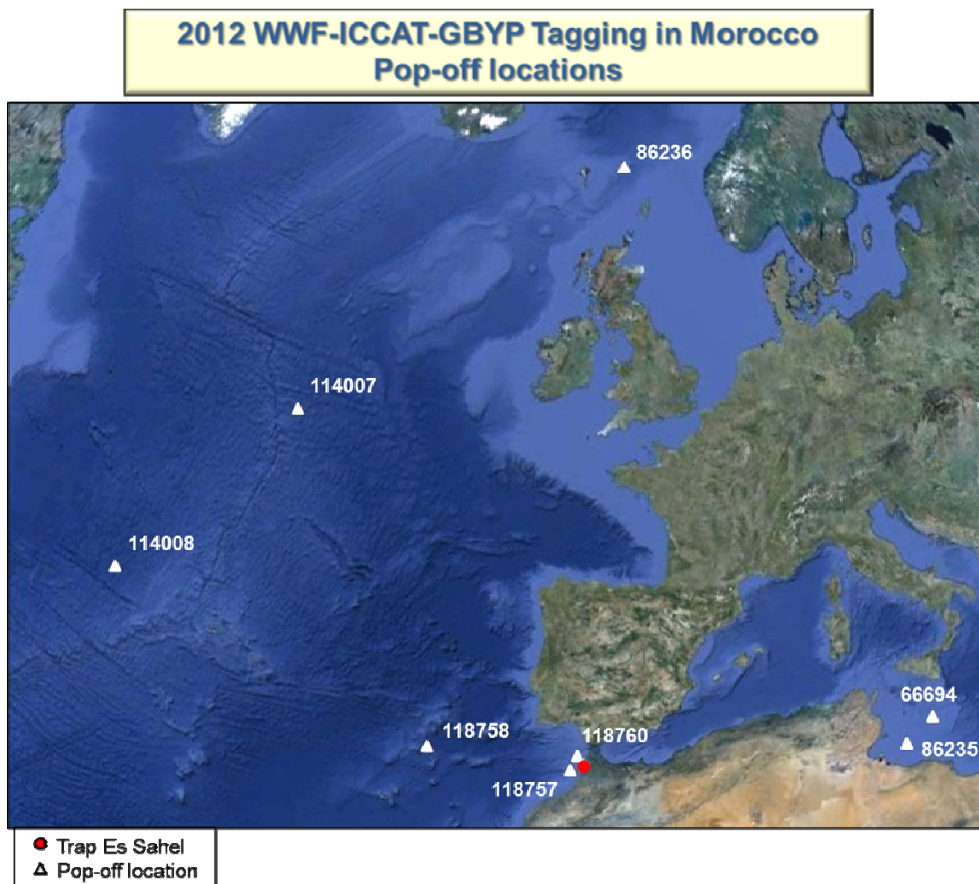 2012 WWF-ICCAT-GBYP Tagging in Morocco
Pop-off locations
86236
114007
114008
66694
118758
118760
86235
118757
Trap Es Sahel
Pop-off location